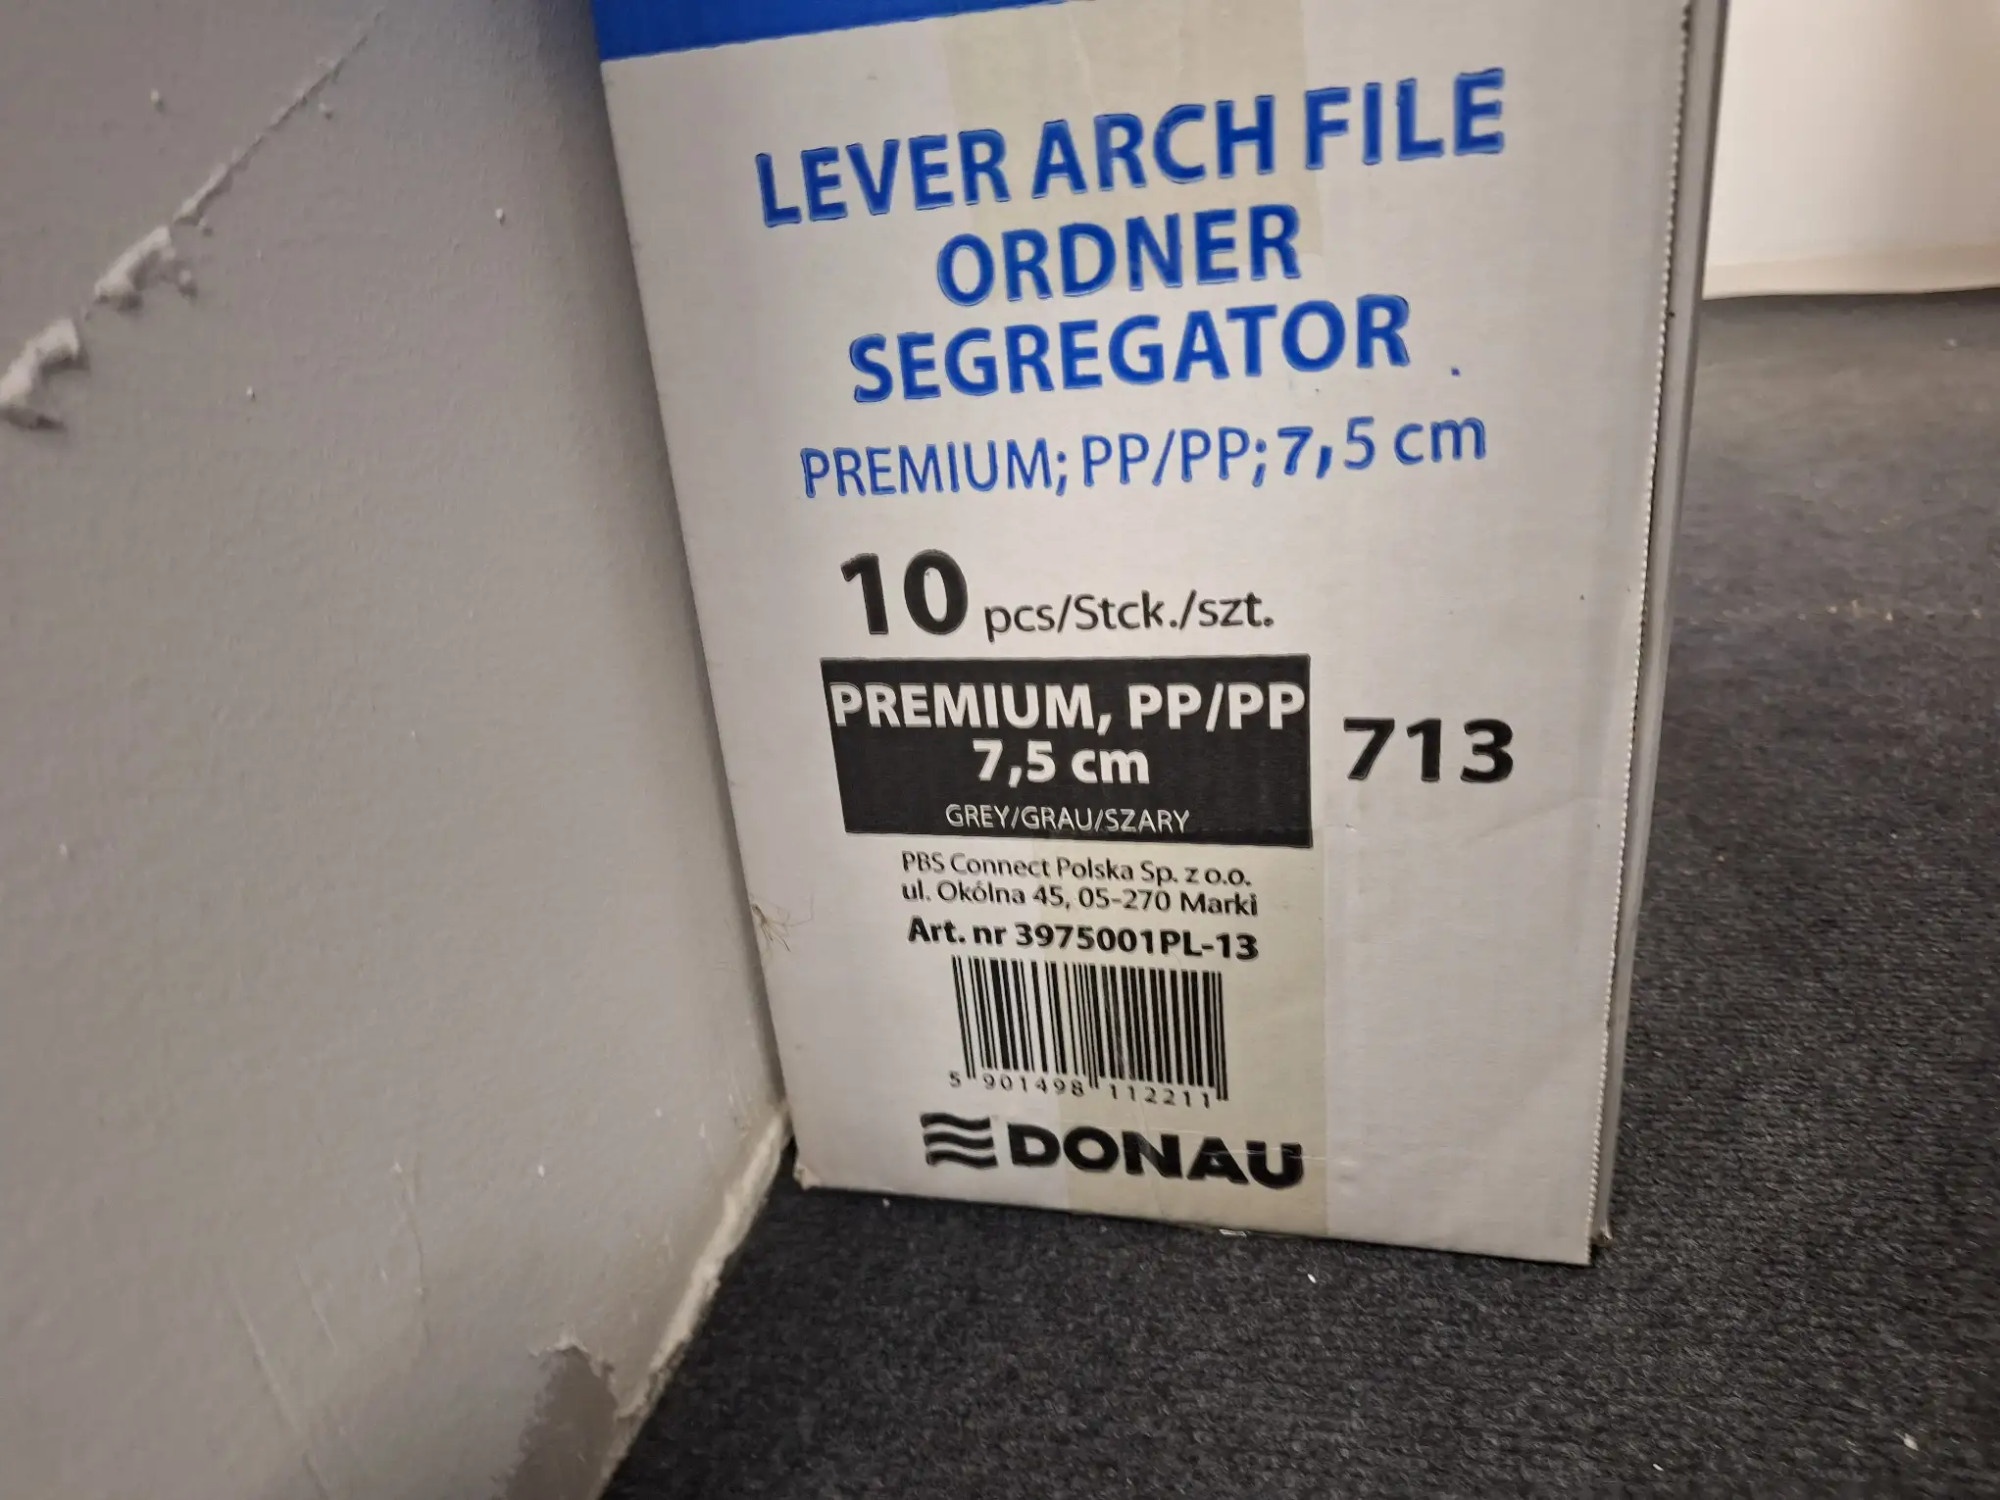 LEVER ARCH FILE
ORDNER
SEGREGATOR
PREMIUM; PP/PP; 7,5 cm
10 pcs/Stck./szt.
PREMIUM, PP/PP
7,5 cm
GREY/GRAU/SZARY
713
PBS Connect Polska Sp. z o.o.
ul. Okólna 45, 05-270 Marki
Art. nr 3975001PL-13
5 901498 112211
DONAU